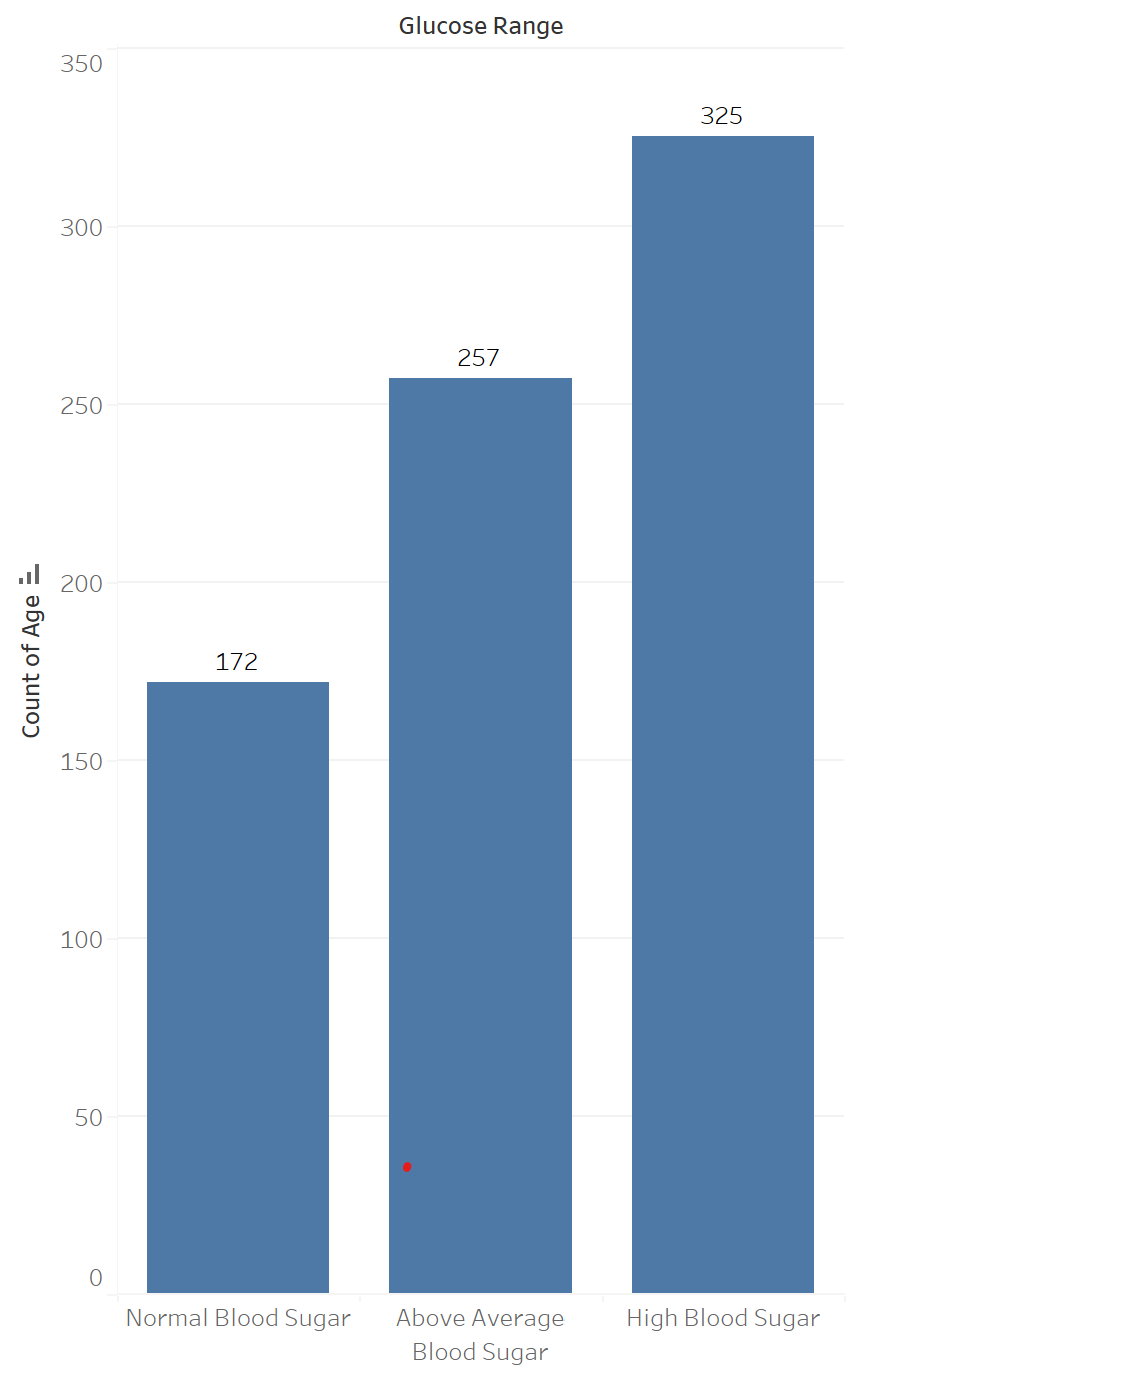 Glucose Range
350
325
300
257
250
200
172
150
100
50
0
Count of Age
Normal Blood Sugar
Above Average
Blood Sugar
High Blood Sugar